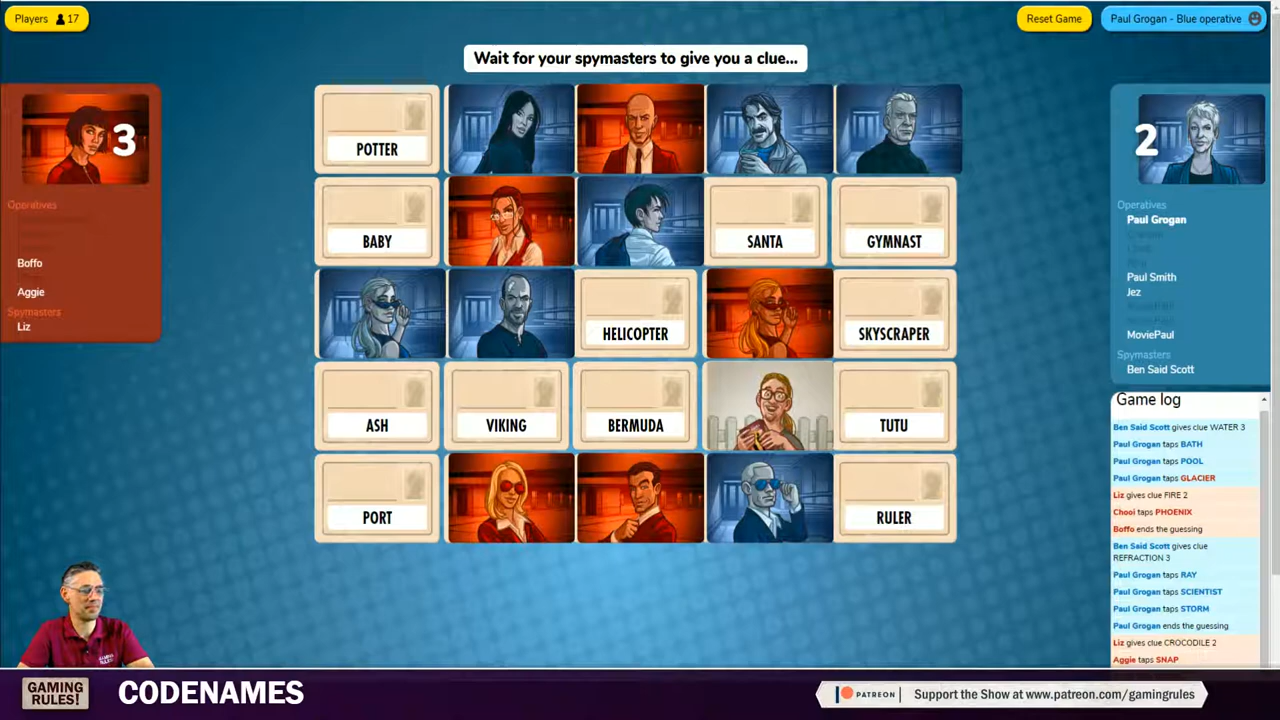 Players 17
Reset Game
Paul Grogan - Blue operative
Wait for your spymasters to give you a clue...
3
Operatives
Boffo
Aggie
Spymasters
Liz
POTTER
BABY
SANTA
GYMNAST
HELICOPTER
SKYSCRAPER
ASH
VIKING
BERMUDA
TUTU
PORT
RULER
2
Operatives
Paul Grogan
Paul Smith
Jez
MoviePaul
Spymasters
Ben Said Scott
Game log
Ben Said Scott gives clue WATER 3
Paul Grogan taps BATH
Paul Grogan taps POOL
Paul Grogan taps GLACIER
Liz gives clue FIRE 2
Chooi taps PHOENIX
Boffo ends the guessing
Ben Said Scott gives clue
REFRACTION 3
Paul Grogan taps RAY
Paul Grogan taps SCIENTIST
Paul Grogan taps STORM
Paul Grogan ends the guessing
Liz gives clue CROCODILE 2
Aggie taps SNAP
GAMING
RULES!
CODENAMES
PATREON
Support the Show at www.patreon.com/gamingrules